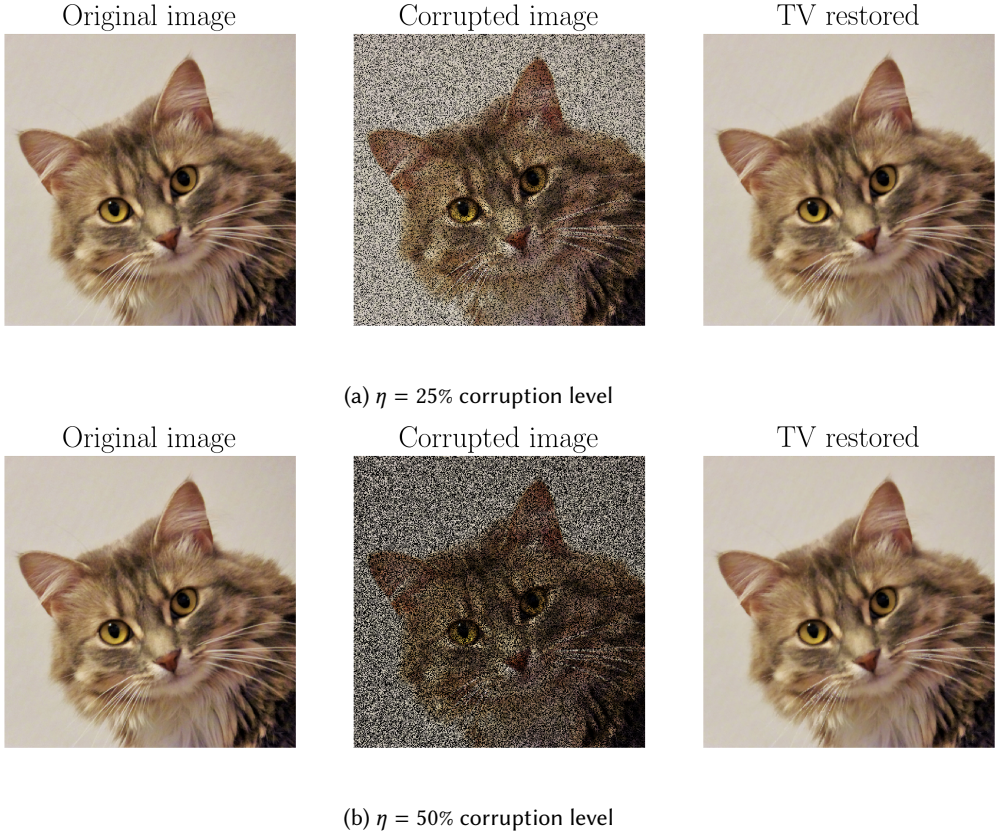 Original image Corrupted image TV restored
(a) η = 25% corruption level
Original image Corrupted image TV restored
(b) η = 50% corruption level